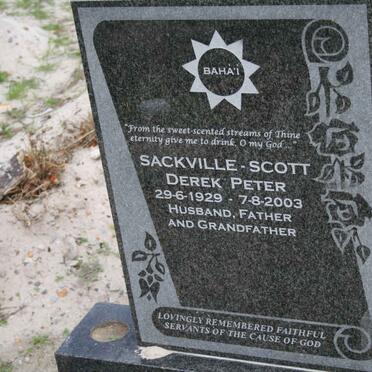 BAHÁ'Í
"From the sweet-scented streams of Thine
eternity give me to drink, O my God..."
SACKVILLE-SCOTT
DEREK PETER
29-6-1929 - 7-8-2003
HUSBAND, FATHER
AND GRANDFATHER
LOVINGLY REMEMBERED FAITHFUL
SERVANTS OF THE CAUSE OF GOD